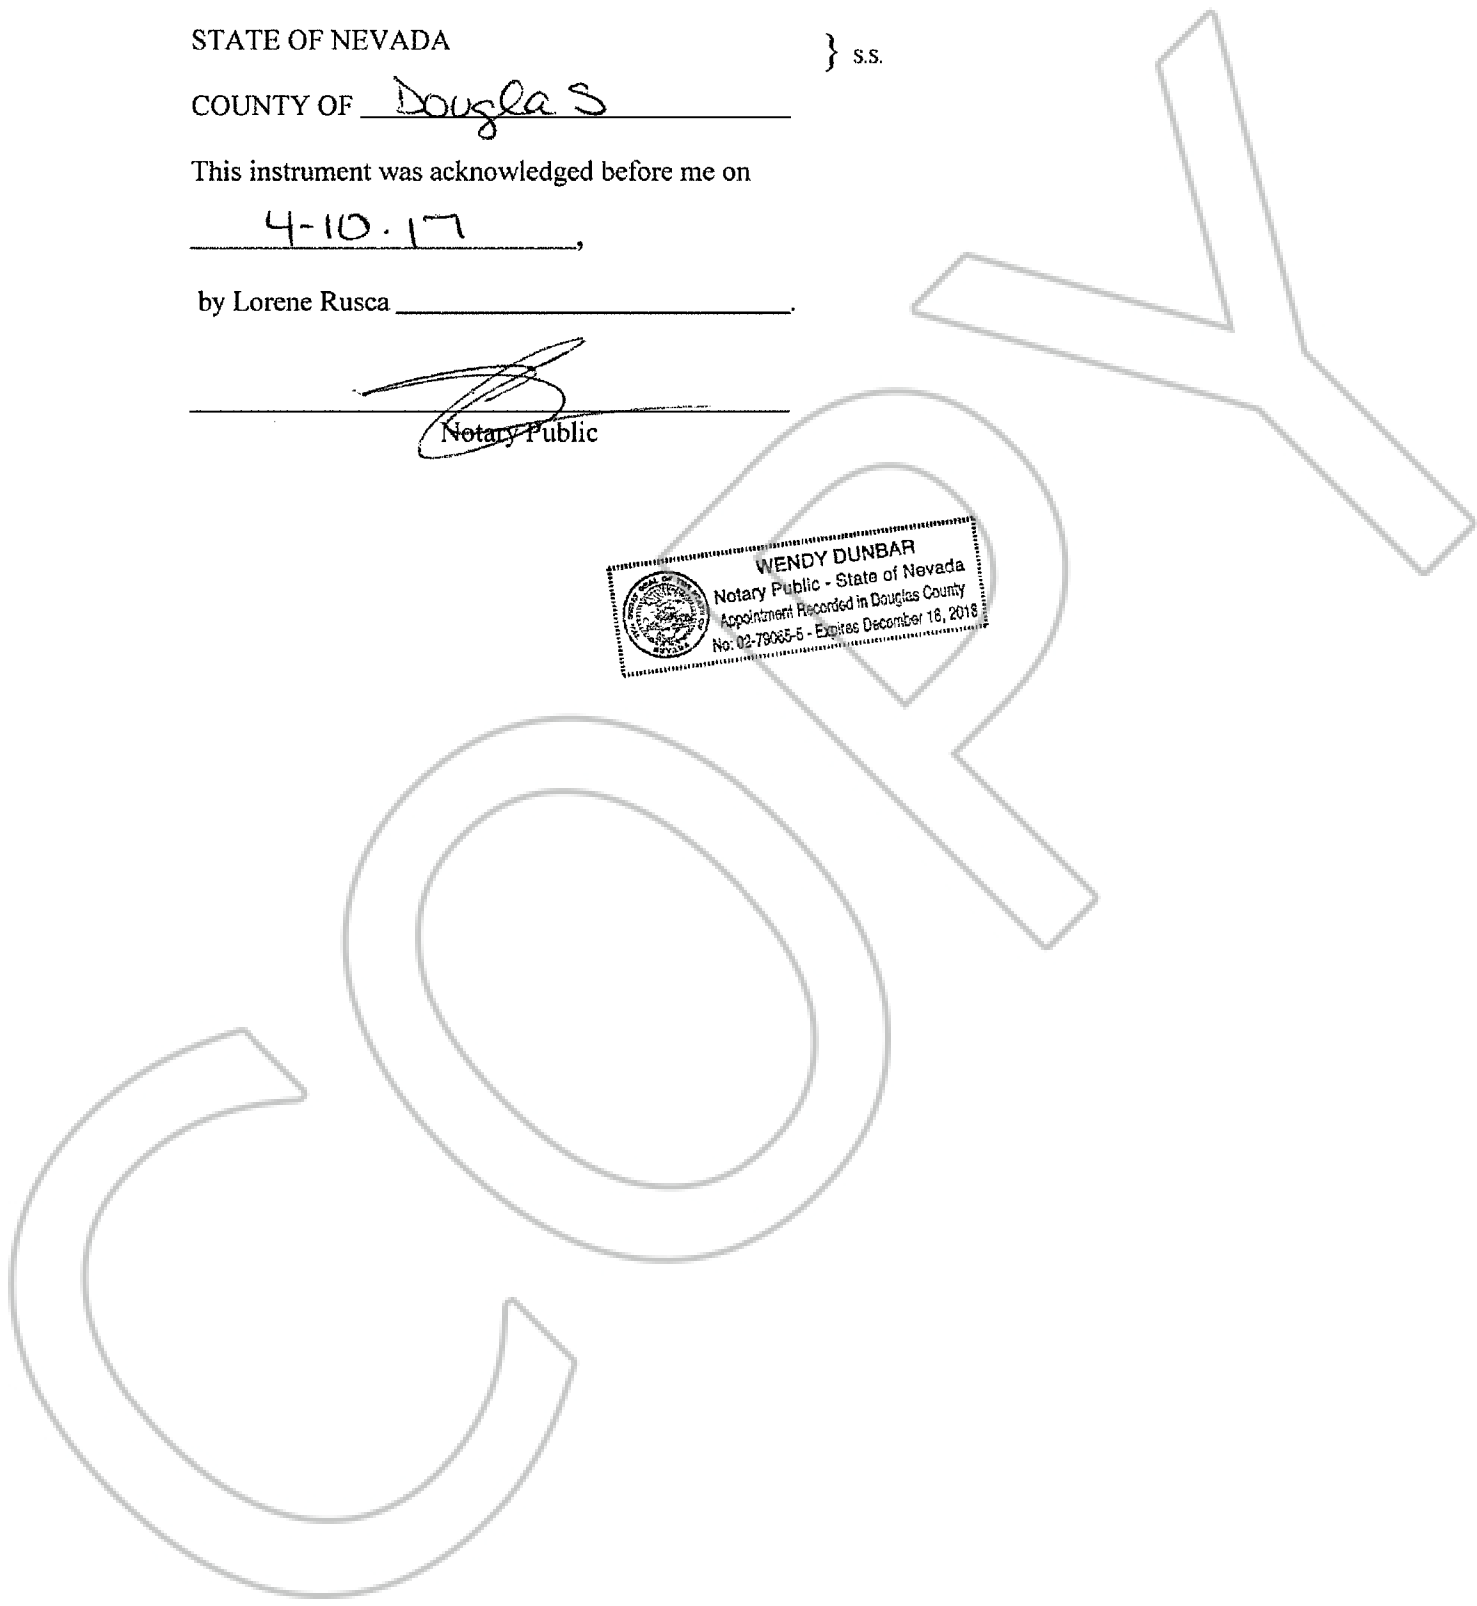 STATE OF NEVADA } s.s.
COUNTY OF Douglas
This instrument was acknowledged before me on
4-10.17,
by Lorene Rusca.
Notary Public
WENDY DUNBAR
Notary Public - State of Nevada
Appointment Recorded in Douglas County
No: 02-79065-5 - Expires December 16, 2018
COPY